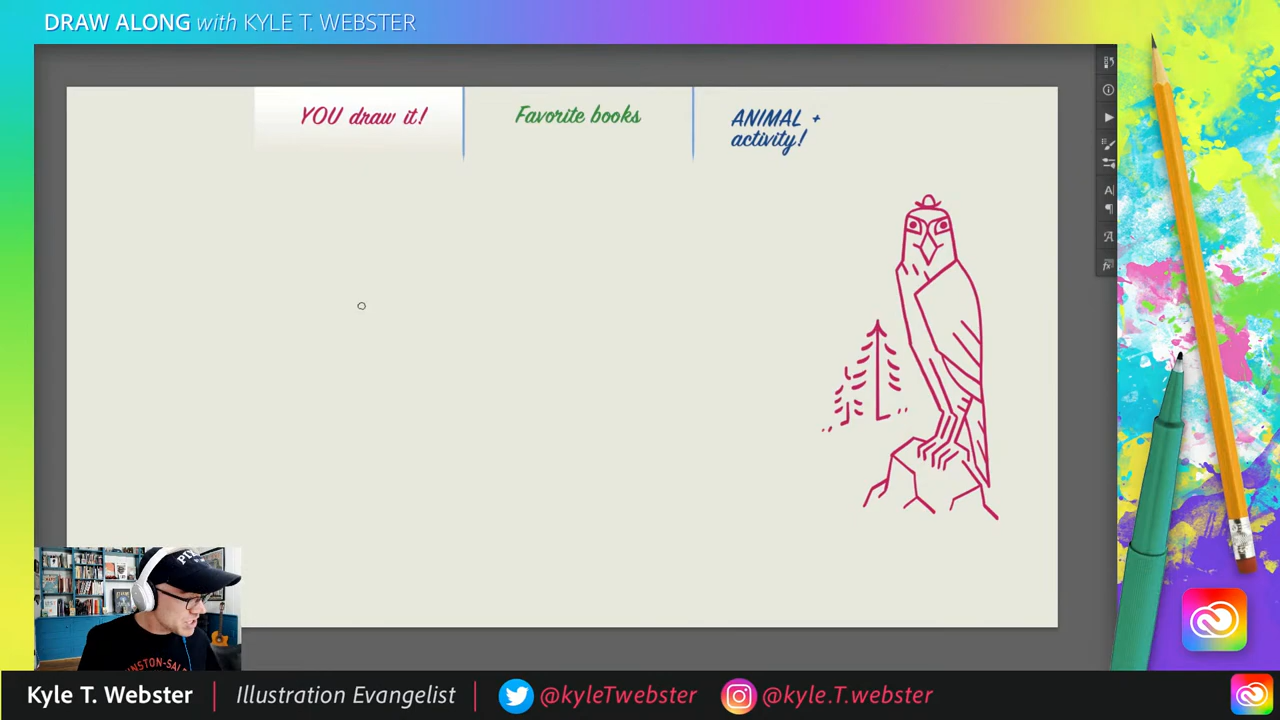 DRAW ALONG with KYLE T. WEBSTER
YOU draw it!
Favorite books
ANIMAL +
activity!
Kyle T. Webster | Illustration Evangelist | @kyleTwebster @kyle.T.webster